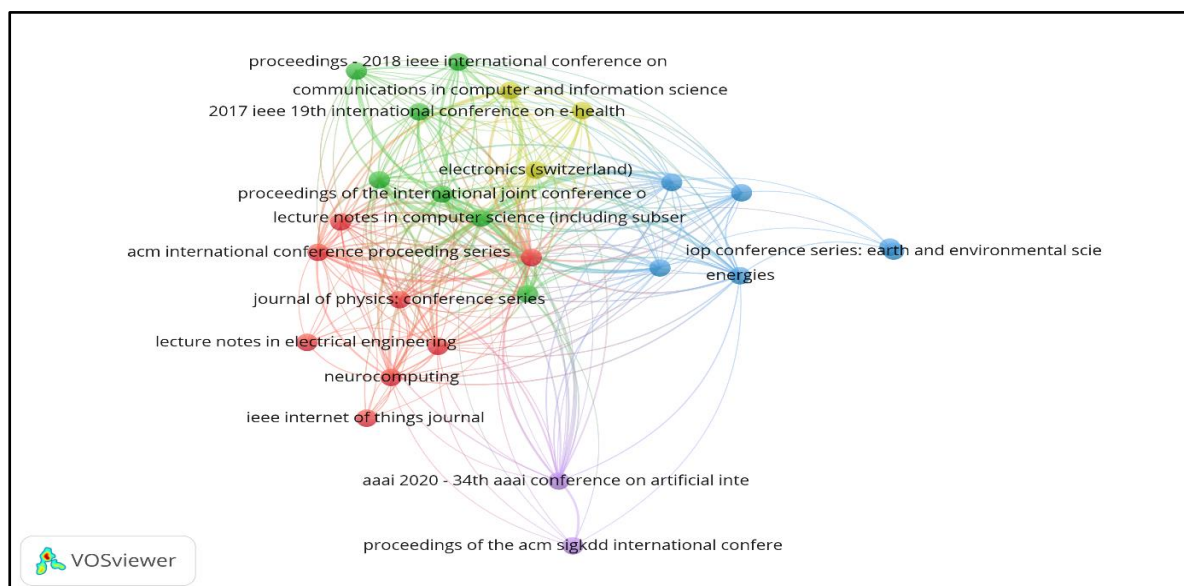 proceedings - 2018 ieee international conference on
communications in computer and information science
2017 ieee 19th international conference on e-health
electronics (switzerland)
proceedings of the international joint conference o
lecture notes in computer science (including subser
acm international conference proceeding series
iop conference series: earth and environmental scie
energies
journal of physics: conference series
lecture notes in electrical engineering
neurocomputing
ieee internet of things journal
aaai 2020 - 34th aaai conference on artificial inte
proceedings of the acm sigkdd international confere
VOSviewer